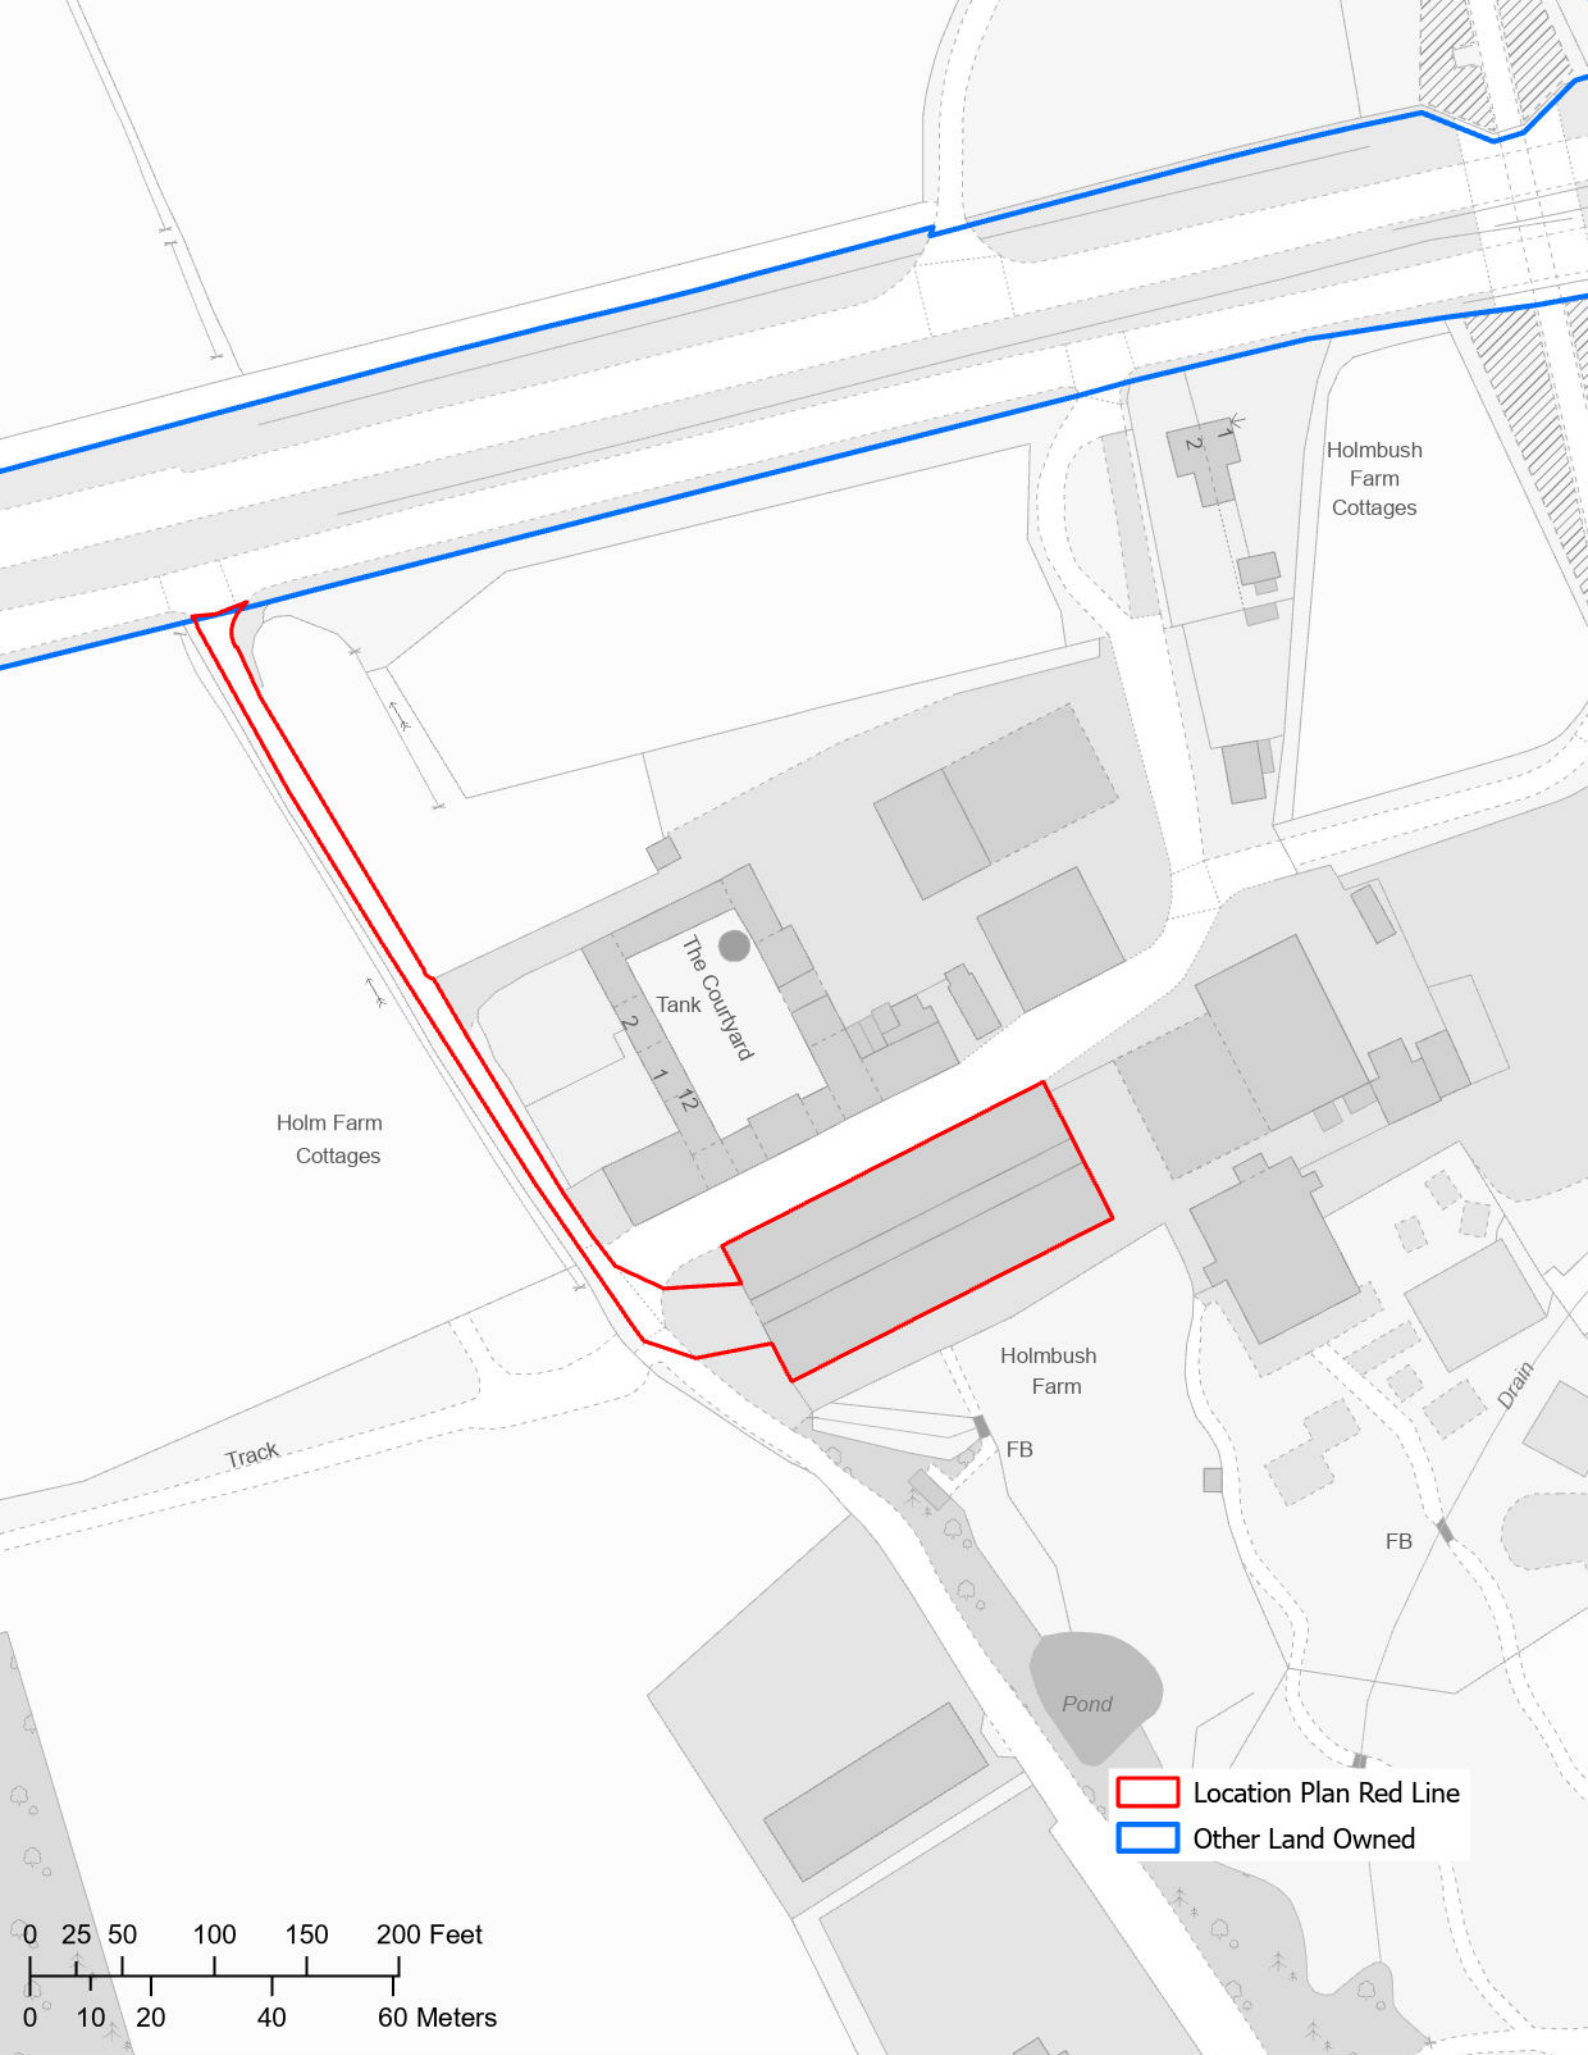 1
2
Holmbush
Farm
Cottages
The Courtyard
Tank
2
1
12
Holm Farm
Cottages
Holmbush
Farm
Track
Drain
FB
FB
Pond
Location Plan Red Line
Other Land Owned
0 25 50 100 150 200 Feet
0 10 20 40 60 Meters